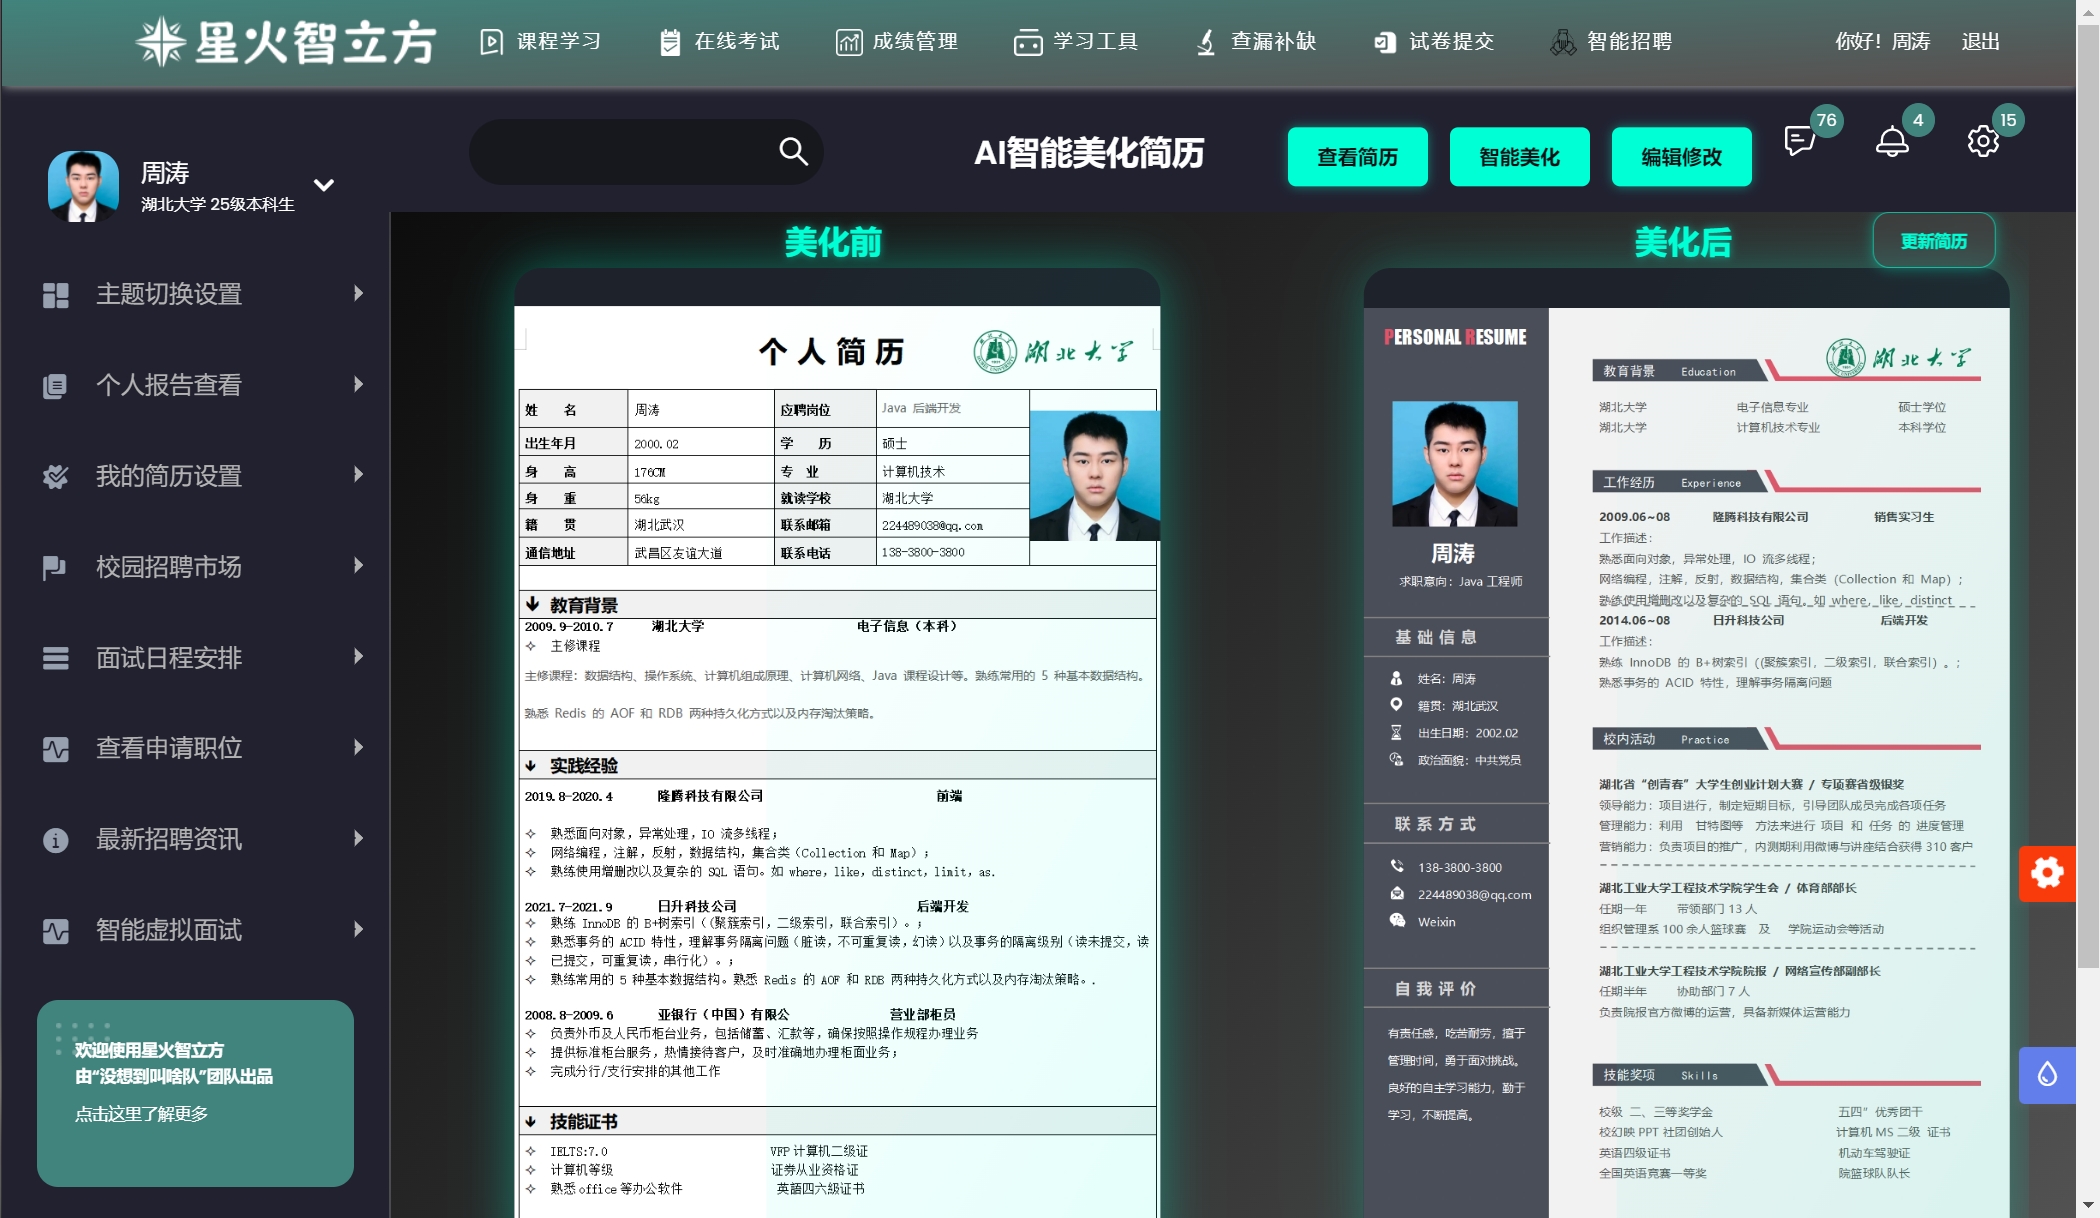 星火智立方
课程学习
在线考试
成绩管理
学习工具
查漏补缺
试卷提交
智能招聘
你好！周涛
退出
周涛
湖北大学 25级本科生
AI智能美化简历
查看简历
智能美化
编辑修改
76
4
15
主题切换设置
个人报告查看
我的简历设置
校园招聘市场
面试日程安排
查看申请职位
最新招聘资讯
智能虚拟面试
欢迎使用星火智立方
由“没想到叫啥队”团队出品
点击这里了解更多
美化前
个人简历
湖北大学
姓 名 周涛 应聘岗位 Java 后端开发
出生年月 2000.02 学 历 硕士
身 高 176CM 专 业 计算机技术
身 重 56kg 就读学校 湖北大学
籍 贯 湖北武汉 联系邮箱 224489038@qq.com
通信地址 武昌区友谊大道 联系电话 138-3800-3800
教育背景
2009.9-2010.7 湖北大学 电子信息（本科）
主修课程
主修课程：数据结构、操作系统、计算机组成原理、计算机网络、Java 课程设计等。熟练常用的 5 种基本数据结构。
熟悉 Redis 的 AOF 和 RDB 两种持久化方式以及内存淘汰策略。
实践经验
2019.8-2020.4 隆腾科技有限公司 前端
熟悉面向对象，异常处理，IO 流多线程；
网络编程，注解，反射，数据结构，集合类（Collection 和 Map）；
熟练使用增删改以及复杂的 SQL 语句。如 where，like，distinct，limit，as.
2021.7-2021.9 日升科技公司 后端开发
熟练 InnoDB 的 B+树索引（(聚簇索引，二级索引，联合索引）。；
熟悉事务的 ACID 特性，理解事务隔离问题（脏读，不可重复读，幻读）以及事务的隔离级别（读未提交，读
已提交，可重复读，串行化）。；
熟练常用的 5 种基本数据结构。熟悉 Redis 的 AOF 和 RDB 两种持久化方式以及内存淘汰策略。.
2008.8-2009.6 亚银行（中国）有限公 营业部柜员
负责外币及人民币柜台业务，包括储蓄、汇款等，确保按照操作规程办理业务
提供标准柜台服务，热情接待客户，及时准确地办理柜面业务；
完成分行/支行安排的其他工作
技能证书
IELTS:7.0 VFP 计算机二级证
计算机等级 证券从业资格证
熟悉office 等办公软件 英語四六級证书
美化后
更新简历
PERSONAL RESUME
周涛
求职意向：Java 工程师
基础信息
姓名：周涛
籍贯：湖北武汉
出生日期：2002.02
政治面貌：中共党员
联系方式
138-3800-3800
224489038@qq.com
Weixin
自我评价
有责任感，吃苦耐劳，擅于
管理时间，勇于面对挑战。
良好的自主学习能力，勤于
学习，不断提高。
湖北大学
教育背景 Education
湖北大学 电子信息专业 硕士学位
湖北大学 计算机技术专业 本科学位
工作经历 Experience
2009.06~08 隆腾科技有限公司 销售实习生
工作描述：
熟悉面向对象，异常处理，IO 流多线程；
网络编程，注解，反射，数据结构，集合类（Collection 和 Map）；
熟练使用增删改以及复杂的 SQL 语句。如 where，like，distinct
2014.06~08 日升科技公司 后端开发
工作描述：
熟练 InnoDB 的 B+树索引（(聚簇索引，二级索引，联合索引）。；
熟悉事务的 ACID 特性，理解事务隔离问题
校内活动 Practice
湖北省“创青春”大学生创业计划大赛 / 专项赛省级银奖
领导能力：项目进行，制定短期目标，引导团队成员完成各项任务
管理能力：利用 甘特图等 方法来进行 项目 和 任务 的 进度管理
营销能力：负责项目的推广，内测期利用微博与讲座结合获得 310 客户
湖北工业大学工程技术学院学生会 / 体育部部长
任期一年 带领部门 13 人
组织管理系 100 余人篮球赛 及 学院运动会等活动
湖北工业大学工程技术学院院报 / 网络宣传部副部长
任期半年 协助部门 7 人
负责院报官方微博的运营，具备新媒体运营能力
技能奖项 Skills
校级 二、三等奖学金 五四”优秀团干
校幻映 PPT 社团创始人 计算机 MS 二级 证书
英语四级证书 机动车驾驶证
全国英语竞赛一等奖 院篮球队队长